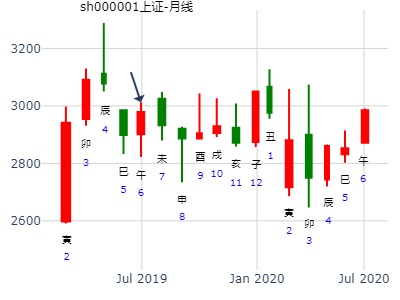 sh000001上证-月线
3200
3000
2800
2600
寅
2
卯
3
辰
4
巳
5
午
6
未
7
申
8
酉
9
戌
10
亥
11
子
12
丑
1
寅
2
卯
3
辰
4
巳
5
午
6
Jul 2019
Jan 2020
Jul 2020